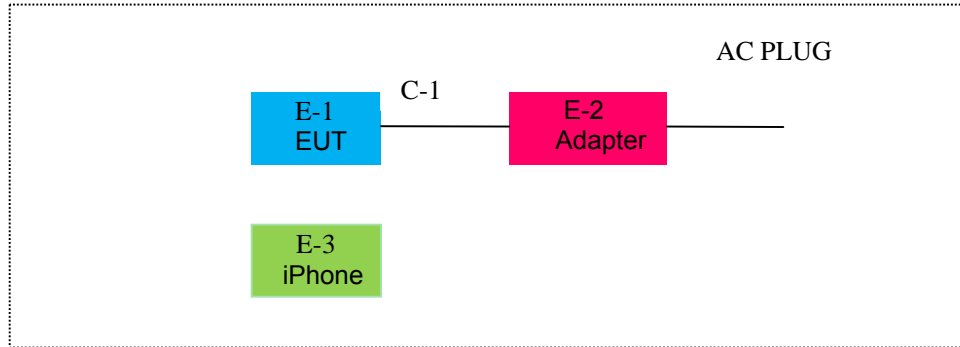 AC PLUG
C-1
E-1
EUT
E-2
Adapter
E-3
iPhone